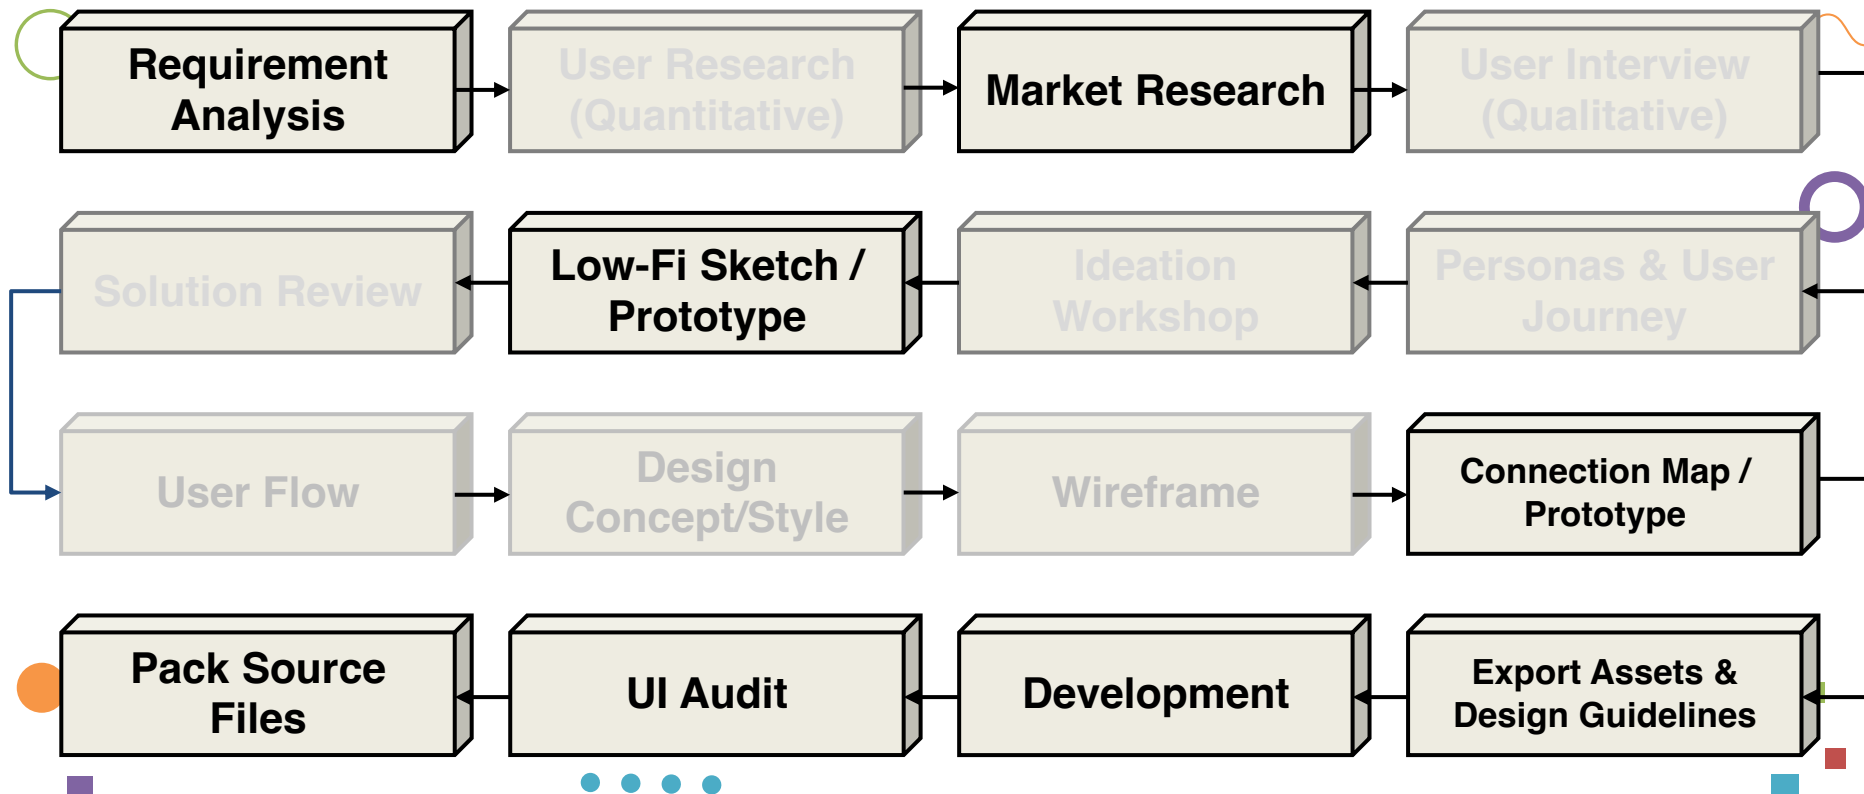 Requirement
Analysis
User Research
(Quantitative)
Market Research
User Interview
(Qualitative)
Solution Review
Low-Fi Sketch /
Prototype
Ideation
Workshop
Personas & User
Journey
User Flow
Design
Concept/Style
Wireframe
Connection Map /
Prototype
Pack Source
Files
UI Audit
Development
Export Assets &
Design Guidelines